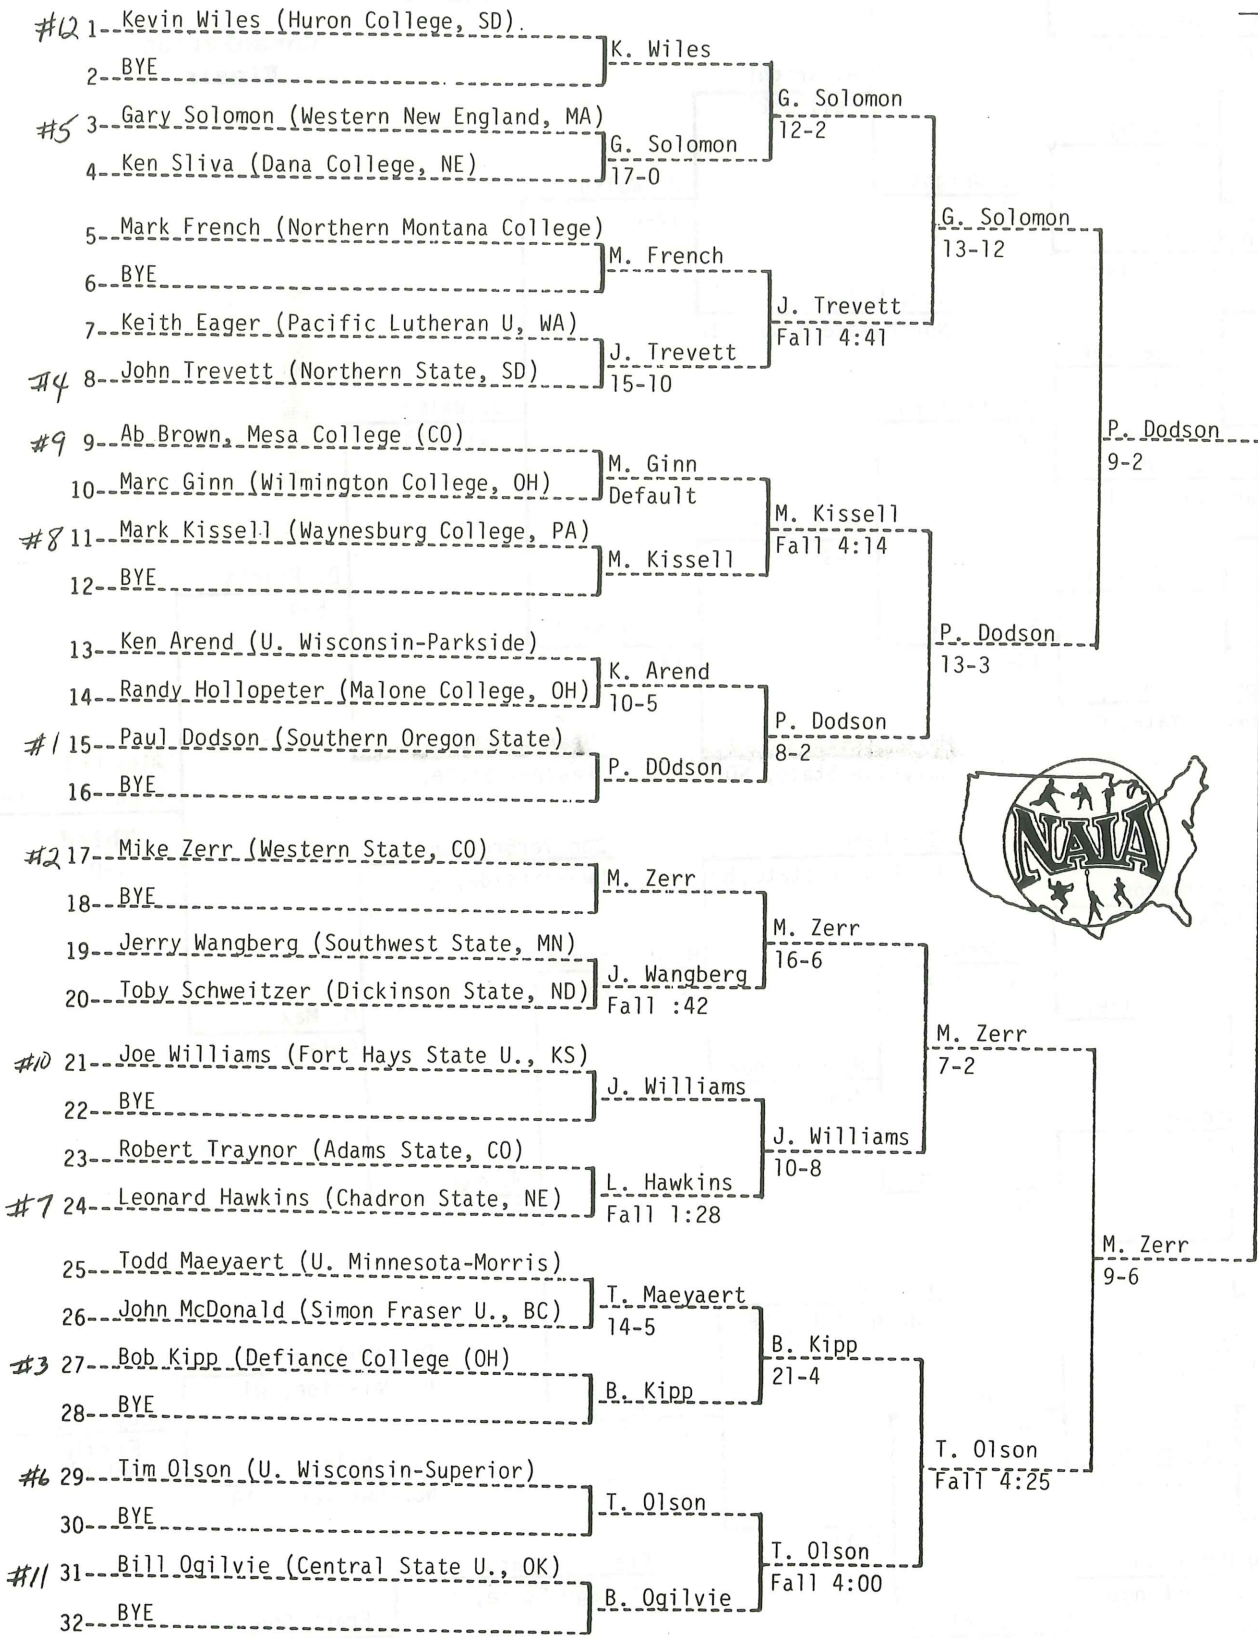 #12 1 Kevin Wiles (Huron College, SD).
2 BYE
#5 3 Gary Solomon (Western New England, MA)
4 Ken Sliva (Dana College, NE)
5 Mark French (Northern Montana College)
6 BYE
7 Keith Eager (Pacific Lutheran U, WA)
#4 8 John Trevett (Northern State, SD)
#9 9 Ab Brown, Mesa College (CO)
10 Marc Ginn (Wilmington College, OH)
#8 11 Mark Kissell (Waynesburg College, PA)
12 BYE
13 Ken Arend (U. Wisconsin-Parkside)
14 Randy Hollopeter (Malone College, OH)
#1 15 Paul Dodson (Southern Oregon State)
16 BYE
#2 17 Mike Zerr (Western State, CO)
18 BYE
19 Jerry Wangberg (Southwest State, MN)
20 Toby Schweitzer (Dickinson State, ND)
#10 21 Joe Williams (Fort Hays State U., KS)
22 BYE
23 Robert Traynor (Adams State, CO)
#7 24 Leonard Hawkins (Chadron State, NE)
25 Todd Maeyaert (U. Minnesota-Morris)
26 John McDonald (Simon Fraser U., BC)
#3 27 Bob Kipp (Defiance College (OH)
28 BYE
#6 29 Tim Olson (U. Wisconsin-Superior)
30 BYE
#11 31 Bill Ogilvie (Central State U., OK)
32 BYE
K. Wiles
G. Solomon
17-0
M. French
J. Trevett
15-10
M. Ginn
Default
M. Kissell
K. Arend
10-5
P. DOdson
M. Zerr
J. Wangberg
Fall :42
J. Williams
L. Hawkins
Fall 1:28
T. Maeyaert
14-5
B. Kipp
T. Olson
B. Ogilvie
G. Solomon
12-2
J. Trevett
Fall 4:41
M. Kissell
Fall 4:14
P. Dodson
8-2
M. Zerr
16-6
J. Williams
10-8
B. Kipp
21-4
T. Olson
Fall 4:00
G. Solomon
13-12
P. Dodson
13-3
M. Zerr
7-2
T. Olson
Fall 4:25
P. Dodson
9-2
M. Zerr
9-6
NAIA